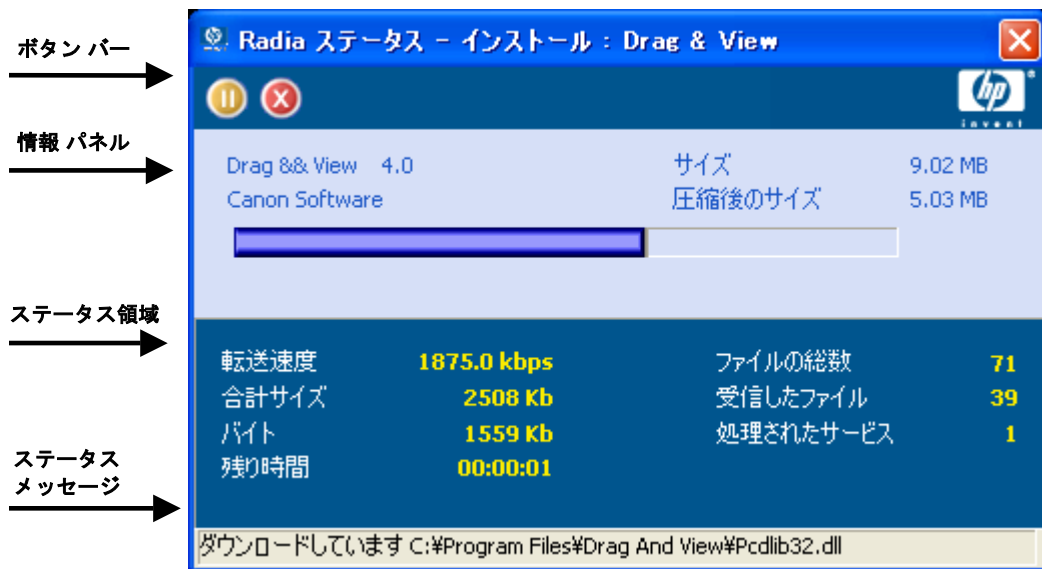 ボタン バー
Radia ステータス - インストール : Drag & View
hp
invent
情報 パネル
Drag && View 4.0
サイズ 9.02 MB
Canon Software
圧縮後のサイズ 5.03 MB
ステータス領域
転送速度 1875.0 kbps
ファイルの総数 71
合計サイズ 2508 Kb
受信したファイル 39
バイト 1559 Kb
処理されたサービス 1
残り時間 00:00:01
ステータス
メッセージ
ダウンロードしています C:¥Program Files¥Drag And View¥Pcdlib32.dll